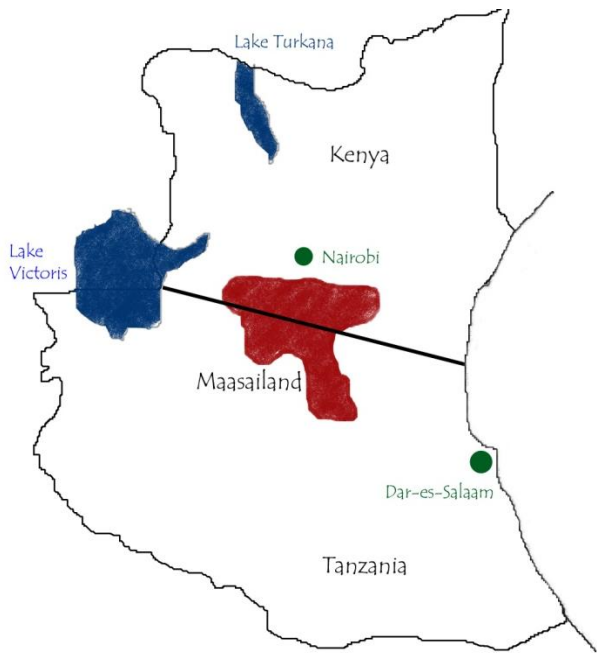 Lake Turkana
Kenya
Lake
Victoris
Nairobi
Maasailand
Dar-es-Salaam
Tanzania